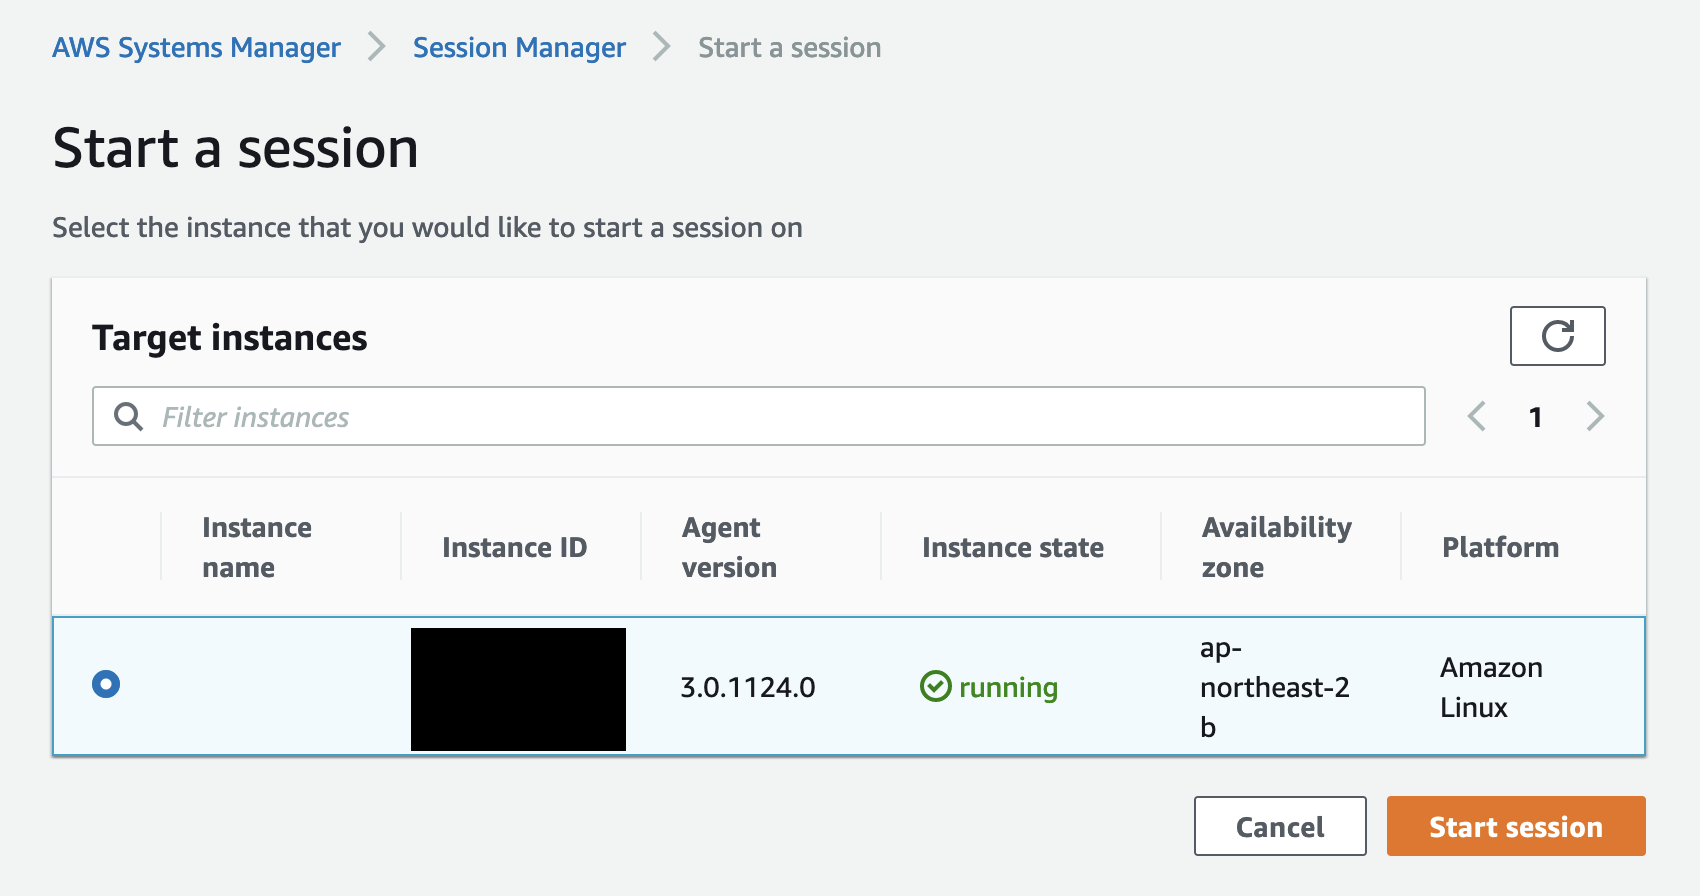 AWS Systems Manager > Session Manager > Start a session
Start a session
Select the instance that you would like to start a session on
Target instances
Filter instances
1
Instance name
Instance ID
Agent version
Instance state
Availability zone
Platform
3.0.1124.0
running
ap-
northeast-2
b
Amazon
Linux
Cancel
Start session